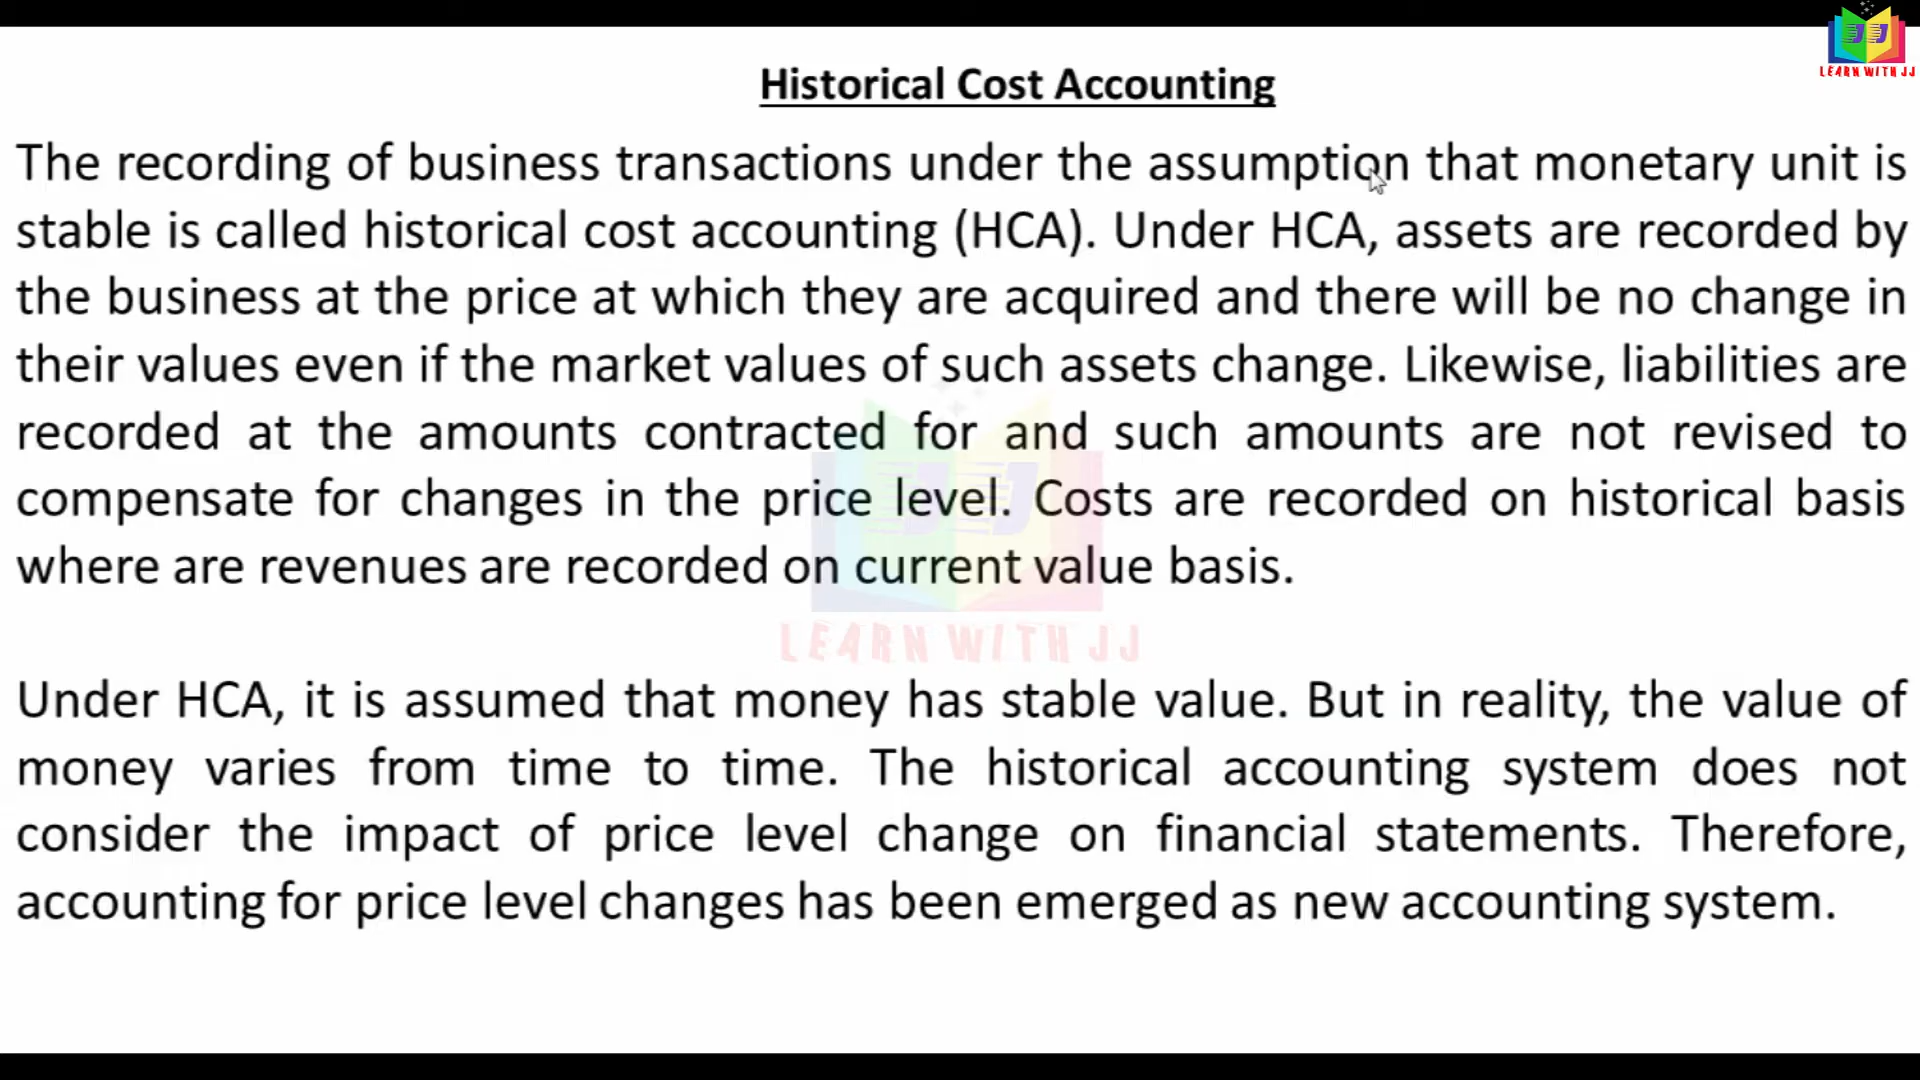 LEARN WITH JJ
Historical Cost Accounting
The recording of business transactions under the assumption that monetary unit is
stable is called historical cost accounting (HCA). Under HCA, assets are recorded by
the business at the price at which they are acquired and there will be no change in
their values even if the market values of such assets change. Likewise, liabilities are
recorded at the amounts contracted for and such amounts are not revised to
compensate for changes in the price level. Costs are recorded on historical basis
where are revenues are recorded on current value basis.
LEARN WITH JJ
Under HCA, it is assumed that money has stable value. But in reality, the value of
money varies from time to time. The historical accounting system does not
consider the impact of price level change on financial statements. Therefore,
accounting for price level changes has been emerged as new accounting system.